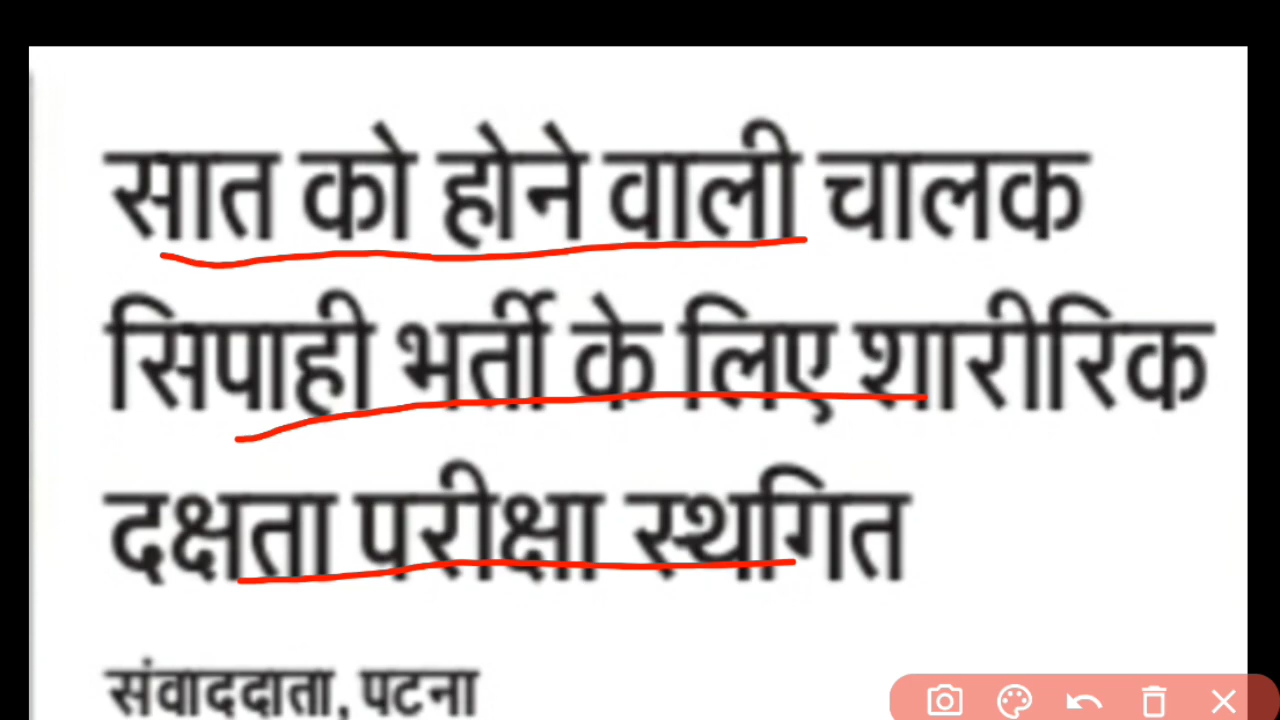 सात को होने वाली चालक
सिपाही भर्ती के लिए शारीरिक
दक्षता परीक्षा स्थगित
संवाददाता, पटना